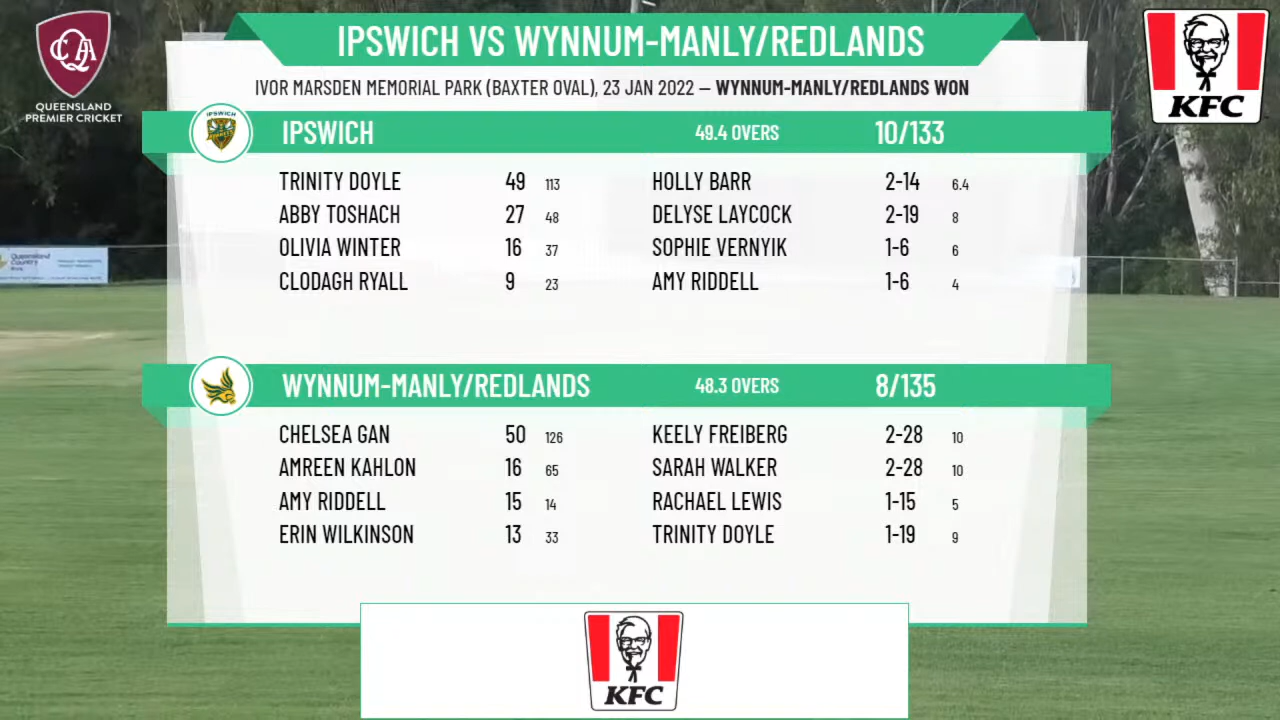 IPSWICH VS WYNNUM-MANLY/REDLANDS
IVOR MARSDEN MEMORIAL PARK (BAXTER OVAL), 23 JAN 2022 – WYNNUM-MANLY/REDLANDS WON
QUEENSLAND
PREMIER CRICKET
KFC
IPSWICH
IPSWICH 49.4 OVERS 10/133
TRINITY DOYLE 49 113 HOLLY BARR 2-14 6.4
ABBY TOSHACH 27 48 DELYSE LAYCOCK 2-19 8
OLIVIA WINTER 16 37 SOPHIE VERNYIK 1-6 6
CLODAGH RYALL 9 23 AMY RIDDELL 1-6 4
Queensland
Country
WYNNUM-MANLY/REDLANDS 48.3 OVERS 8/135
CHELSEA GAN 50 126 KEELY FREIBERG 2-28 10
AMREEN KAHLON 16 65 SARAH WALKER 2-28 10
AMY RIDDELL 15 14 RACHAEL LEWIS 1-15 5
ERIN WILKINSON 13 33 TRINITY DOYLE 1-19 9
KFC